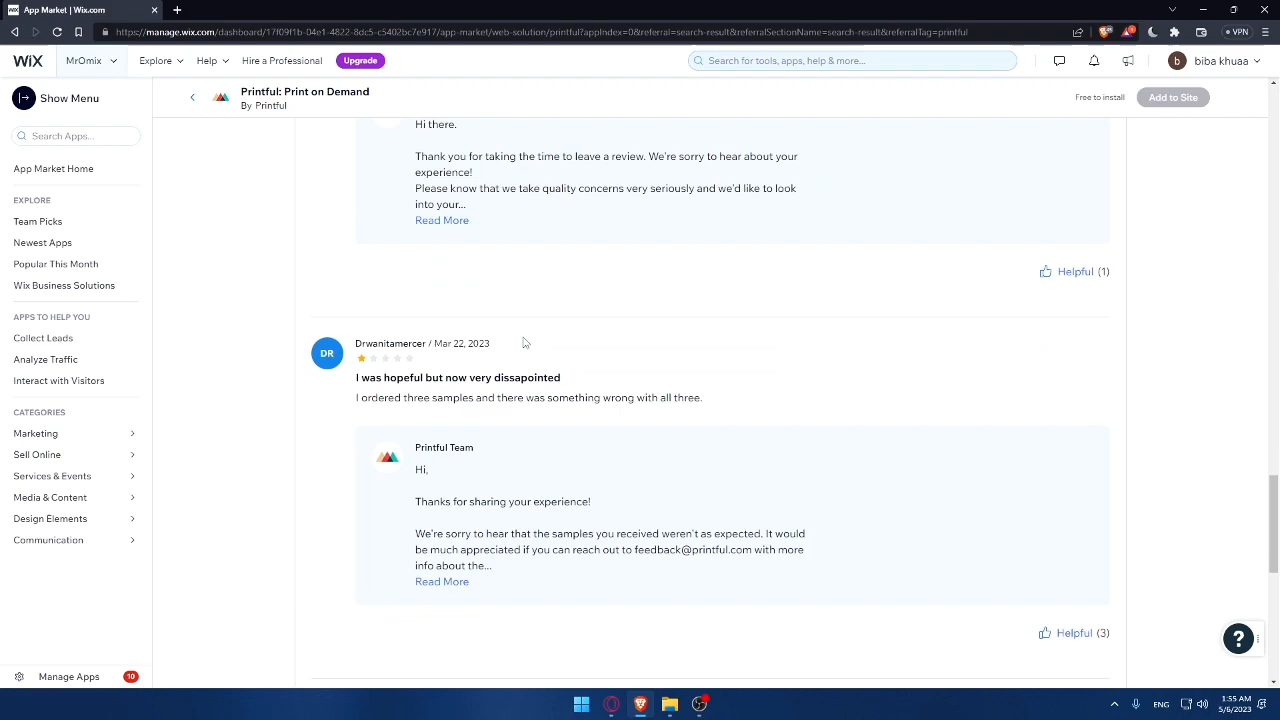 App Market | Wix.com
https://manage.wix.com/dashboard/17f09f1b-04e1-4822-8dc5-c5402bc7e917/app-market/web-solution/printful?appIndex=0&referral=search-result&referralSectionName=search-result&referralTag=printful
VPN
WiX
MrOmix
Explore
Help
Hire a Professional
Upgrade
Search for tools, apps, help & more...
b
biba khuaa
Show Menu
Search Apps...
App Market Home
EXPLORE
Team Picks
Newest Apps
Popular This Month
Wix Business Solutions
APPS TO HELP YOU
Collect Leads
Analyze Traffic
Interact with Visitors
CATEGORIES
Marketing
Sell Online
Services & Events
Media & Content
Design Elements
Communication
Manage Apps
10
Printful: Print on Demand
By Printful
Free to install
Add to Site
Hi there.
Thank you for taking the time to leave a review. We're sorry to hear about your
experience!
Please know that we take quality concerns very seriously and we'd like to look
into your...
Read More
Helpful (1)
DR
Drwanitamercer / Mar 22, 2023
I was hopeful but now very dissapointed
I ordered three samples and there was something wrong with all three.
Printful Team
Hi,
Thanks for sharing your experience!
We're sorry to hear that the samples you received weren't as expected. It would
be much appreciated if you can reach out to feedback@printful.com with more
info about the...
Read More
Helpful (3)
?
ENG
1:55 AM
5/6/2023